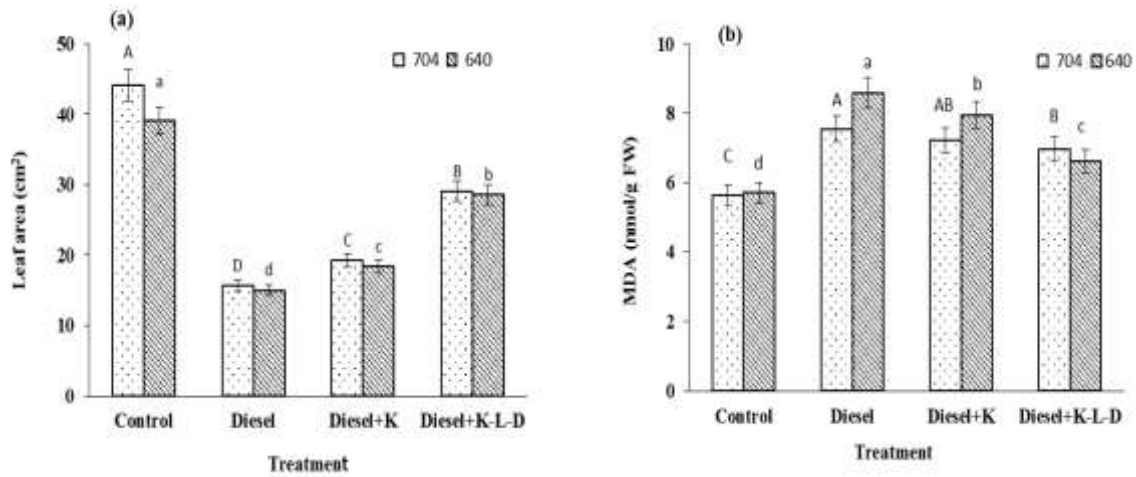 (a)
704 640
Leaf area (cm²)
50
40
30
20
10
0
A
a
D
d
C
c
B
b
Control Diesel Diesel+K Diesel+K-L-D
Treatment
(b)
704 640
MDA (nmol/g FW)
10
8
6
4
2
0
C
d
A
a
AB
b
B
c
Control Diesel Diesel+K Diesel+K-L-D
Treatment